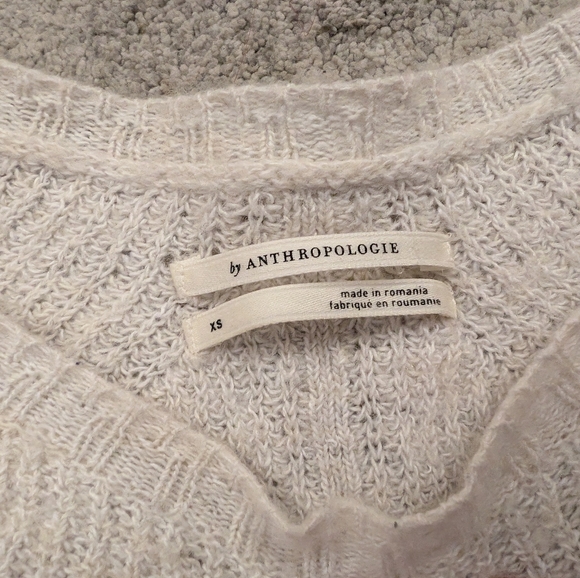 by ANTHROPOLOGIE
made in romania
XS
fabriqué en roumanie